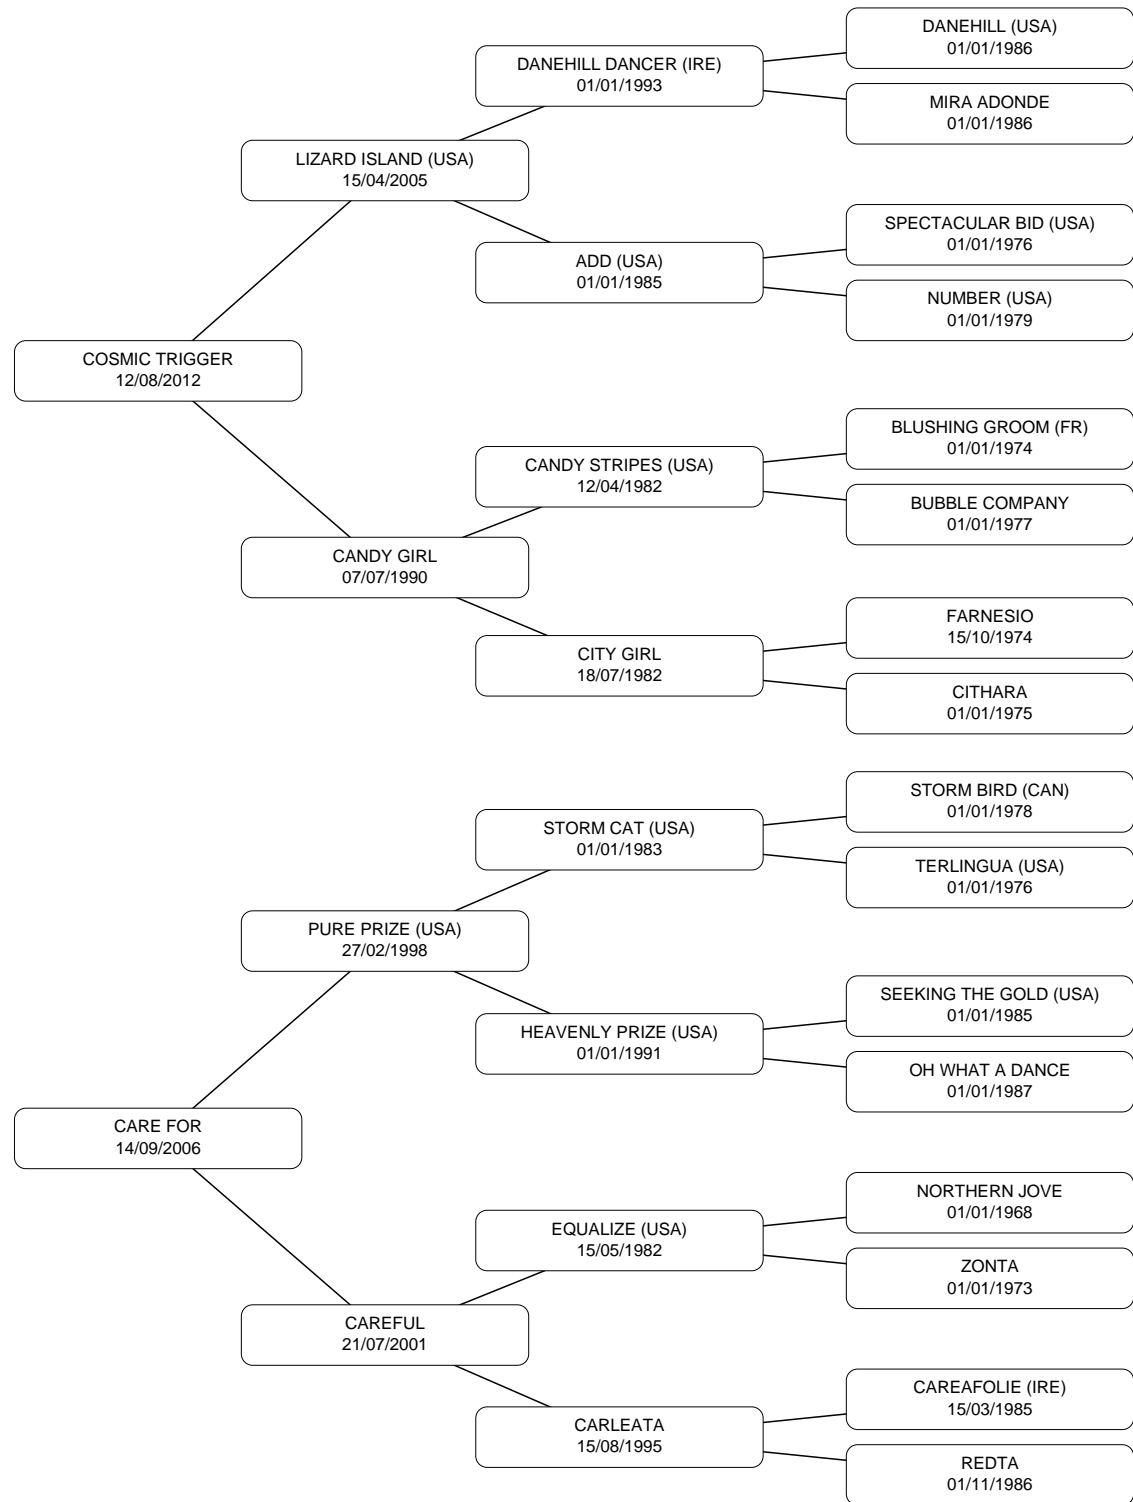 DANEHILL (USA)
01/01/1986
DANEHILL DANCER (IRE)
01/01/1993
MIRA ADONDE
01/01/1986
LIZARD ISLAND (USA)
15/04/2005
SPECTACULAR BID (USA)
01/01/1976
ADD (USA)
01/01/1985
NUMBER (USA)
01/01/1979
COSMIC TRIGGER
12/08/2012
BLUSHING GROOM (FR)
01/01/1974
CANDY STRIPES (USA)
12/04/1982
BUBBLE COMPANY
01/01/1977
CANDY GIRL
07/07/1990
FARNESIO
15/10/1974
CITY GIRL
18/07/1982
CITHARA
01/01/1975
STORM BIRD (CAN)
01/01/1978
STORM CAT (USA)
01/01/1983
TERLINGUA (USA)
01/01/1976
PURE PRIZE (USA)
27/02/1998
SEEKING THE GOLD (USA)
01/01/1985
HEAVENLY PRIZE (USA)
01/01/1991
OH WHAT A DANCE
01/01/1987
CARE FOR
14/09/2006
NORTHERN JOVE
01/01/1968
EQUALIZE (USA)
15/05/1982
ZONTA
01/01/1973
CAREFUL
21/07/2001
CAREAFOLIE (IRE)
15/03/1985
CARLEATA
15/08/1995
REDTA
01/11/1986